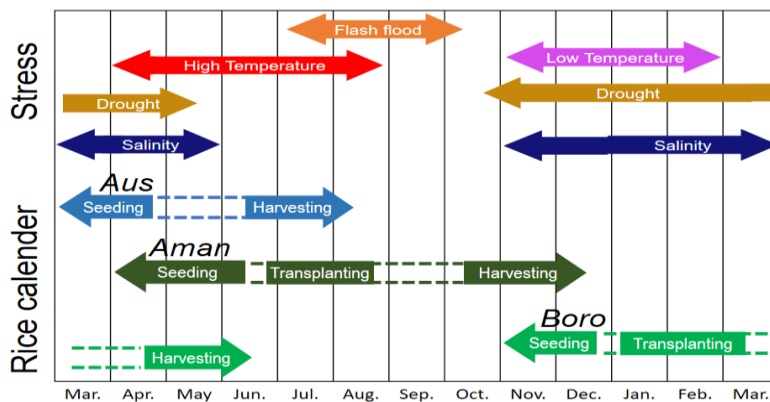 Stress
Flash flood
High Temperature
Low Temperature
Drought
Drought
Salinity
Salinity
Rice calender
Aus
Seeding
Harvesting
Aman
Seeding
Transplanting
Harvesting
Boro
Harvesting
Seeding
Transplanting
Mar. Apr. May Jun. Jul. Aug. Sep. Oct. Nov. Dec. Jan. Feb. Mar.